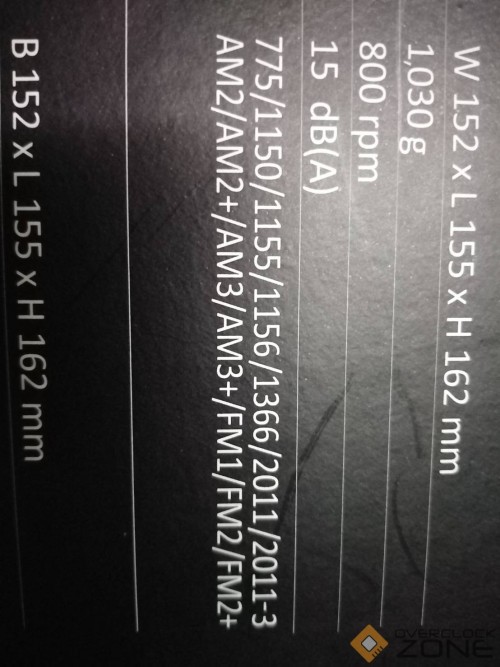 W 152 x L 155 x H 162 mm
1,030 g
800 rpm
15 dB(A)
775/1150/1155/1156/1366/2011/2011-3
AM2/AM2+/AM3/AM3+/FM1/FM2/FM2+
B 152 x L 155 x H 162 mm
OVERCLOCK
ZONE